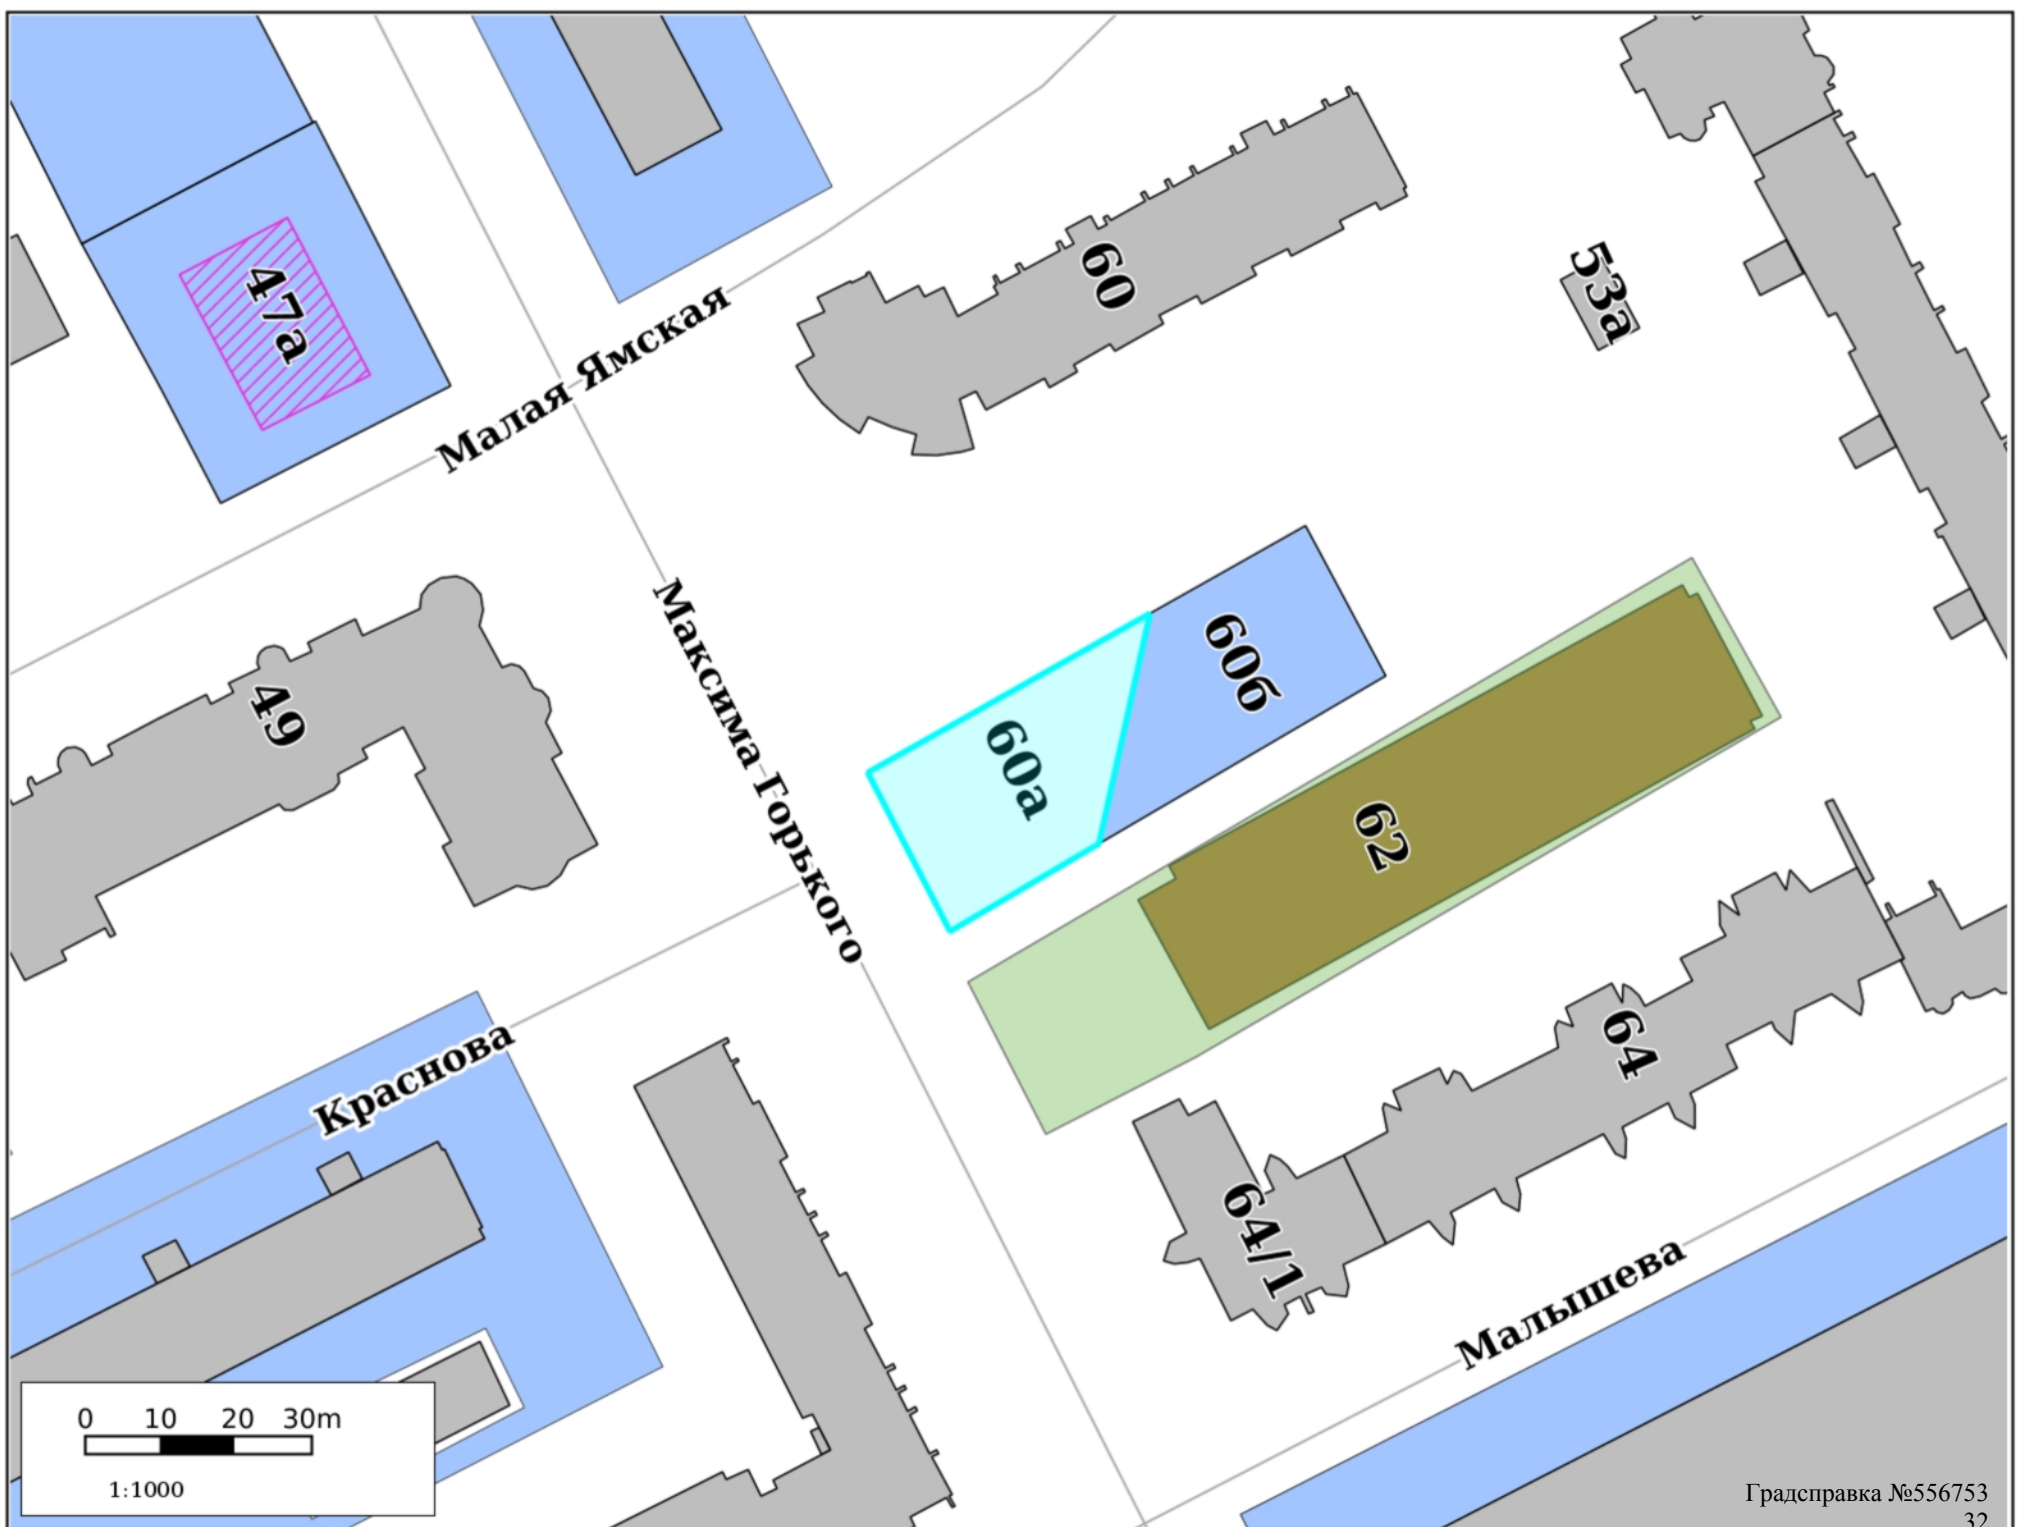 47а
Малая Ямская
60
53а
49
Максима Горького
60а
60б
62
64
64/1
Краснова
Малышева
0 10 20 30m
1:1000
Градсправка №556753
32